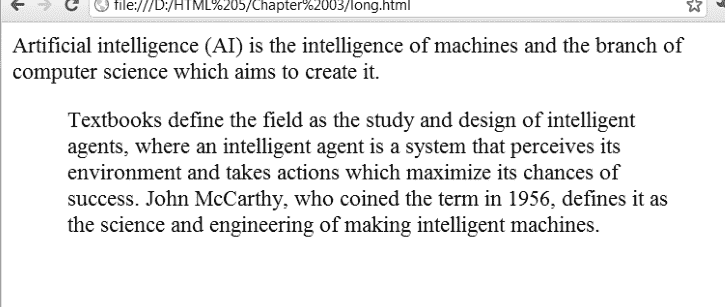 file:///D:/HTML%205/Chapter%2003/long.html
Artificial intelligence (AI) is the intelligence of machines and the branch of
computer science which aims to create it.
Textbooks define the field as the study and design of intelligent
agents, where an intelligent agent is a system that perceives its
environment and takes actions which maximize its chances of
success. John McCarthy, who coined the term in 1956, defines it as
the science and engineering of making intelligent machines.